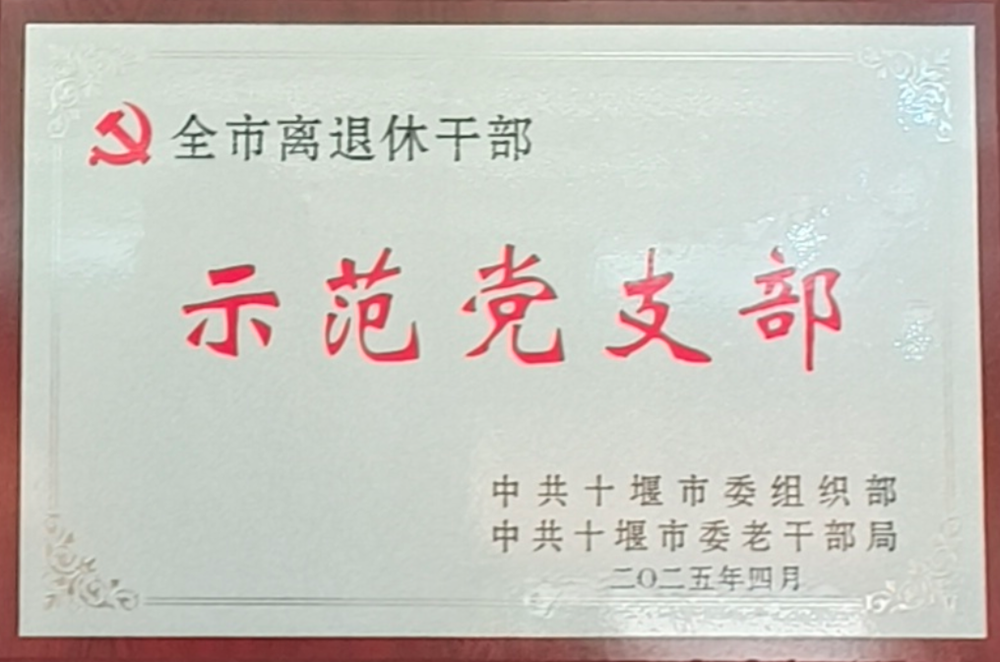 全市离退休干部
示范党支部
中共十堰市委组织部
中共十堰市委老干部局
二〇二五年四月